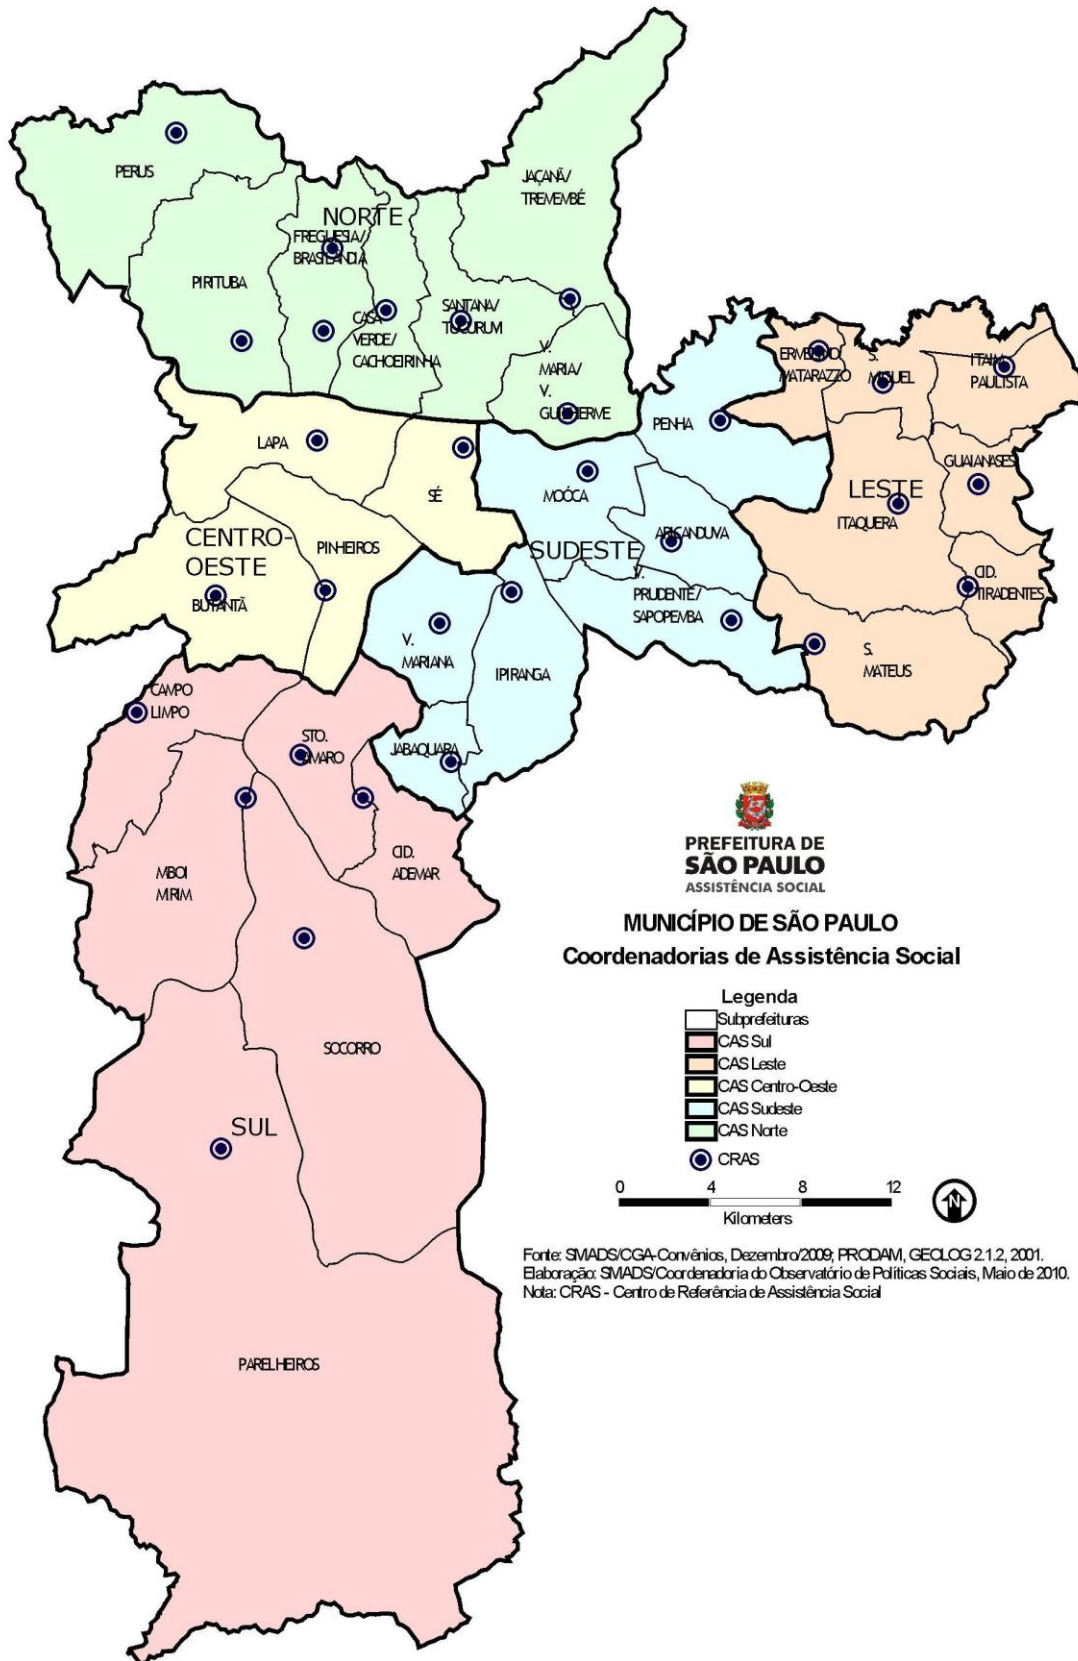 PERUS
JAÇANÃ/
TREMEMBÉ
NORTE
FREGUESIA/
BRASILÂNDIA
PIRITUBA
CASA
VERDE/
CACHOEIRINHA
SANTANA/
TUCURUVI
V.
MARIA/
V.
GUILHERME
ERMELINO/
MATARAZZO
S.
MIGUEL
ITAIM
PAULISTA
PENHA
LAPA
SÉ
MOÓCA
GUAIANASES
LESTE
ITAQUERA
CENTRO-
OESTE
BUTANTÃ
PINHEIROS
SUDESTE
ARICANDUVA
V.
PRUDENTE/
SAPOPEMBA
CID.
TIRADENTES
V.
MARIANA
IPIRANGA
S.
MATEUS
CAMPO
LIMPO
STO.
AMARO
JABAQUARA
MBOI
MIRIM
CID.
ADEMAR
SOCORRO
SUL
PARELHEIROS
PREFEITURA DE
SÃO PAULO
ASSISTÊNCIA SOCIAL
MUNICÍPIO DE SÃO PAULO
Coordenadorias de Assistência Social
Legenda
Subprefeituras
CAS Sul
CAS Leste
CAS Centro-Oeste
CAS Sudeste
CAS Norte
CRAS
0 4 8 12
Kilometers
N
Fonte: SMADS/CGA-Convênios, Dezembro/2009; PRODAM, GEOLOG 2.1.2, 2001.
Elaboração: SMADS/Coordenadoria do Observatório de Políticas Sociais, Maio de 2010.
Nota: CRAS - Centro de Referência de Assistência Social